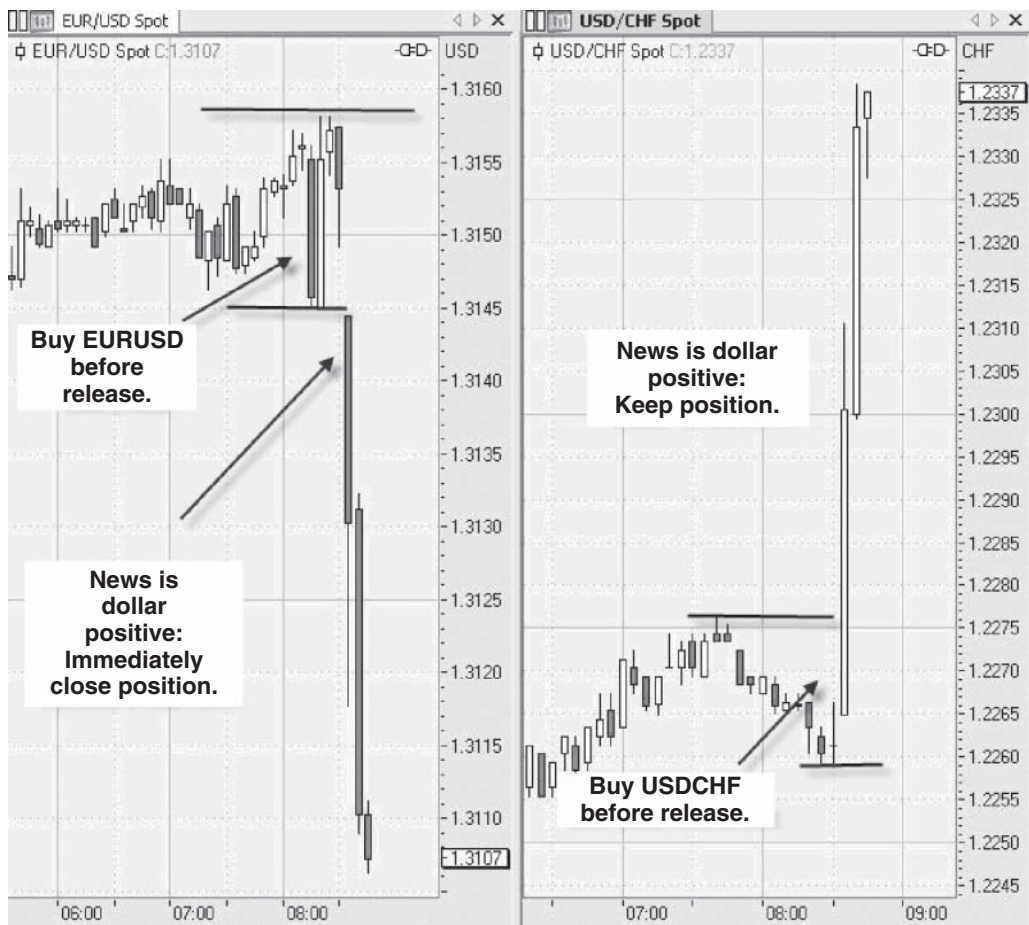 EUR/USD Spot
EUR/USD Spot C:1.3107
USD
1.3160
1.3155
1.3150
1.3145
1.3140
1.3135
1.3130
1.3125
1.3120
1.3115
1.3110
1.3107
06:00
07:00
08:00
Buy EURUSD
before
release.
News is
dollar
positive:
Immediately
close position.
USD/CHF Spot
USD/CHF Spot C:1.2337
CHF
1.2337
1.2335
1.2330
1.2325
1.2320
1.2315
1.2310
1.2305
1.2300
1.2295
1.2290
1.2285
1.2280
1.2275
1.2270
1.2265
1.2260
1.2255
1.2250
1.2245
07:00
08:00
09:00
News is dollar
positive:
Keep position.
Buy USDCHF
before release.